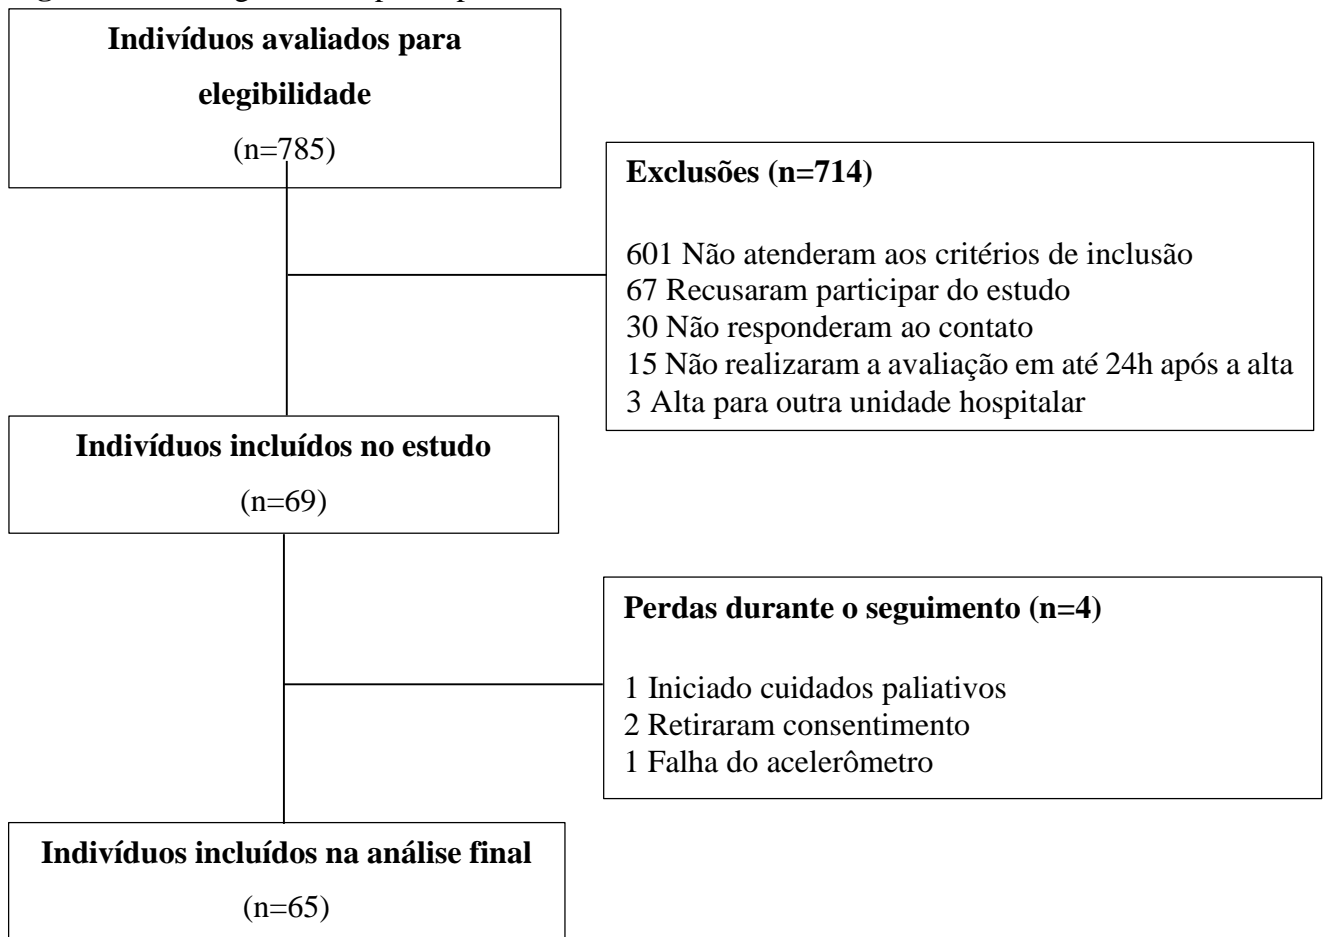 Indivíduos avaliados para
elegibilidade
(n=785)
Exclusões (n=714)
601 Não atenderam aos critérios de inclusão
67 Recusaram participar do estudo
30 Não responderam ao contato
15 Não realizaram a avaliação em até 24h após a alta
3 Alta para outra unidade hospitalar
Indivíduos incluídos no estudo
(n=69)
Perdas durante o seguimento (n=4)
1 Iniciado cuidados paliativos
2 Retiraram consentimento
1 Falha do acelerômetro
Indivíduos incluídos na análise final
(n=65)